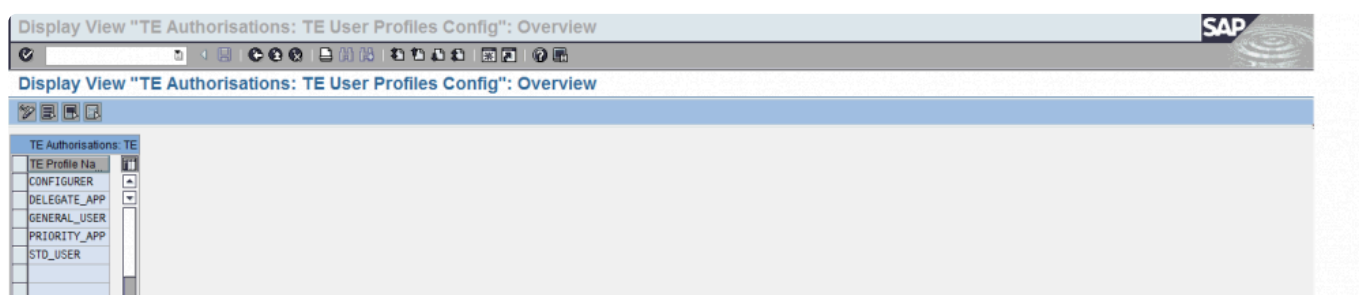 Display View "TE Authorisations: TE User Profiles Config": Overview
SAP
Display View "TE Authorisations: TE User Profiles Config": Overview
TE Authorisations: TE
TE Profile Na...
CONFIGURER
DELEGATE_APP
GENERAL_USER
PRIORITY_APP
STD_USER